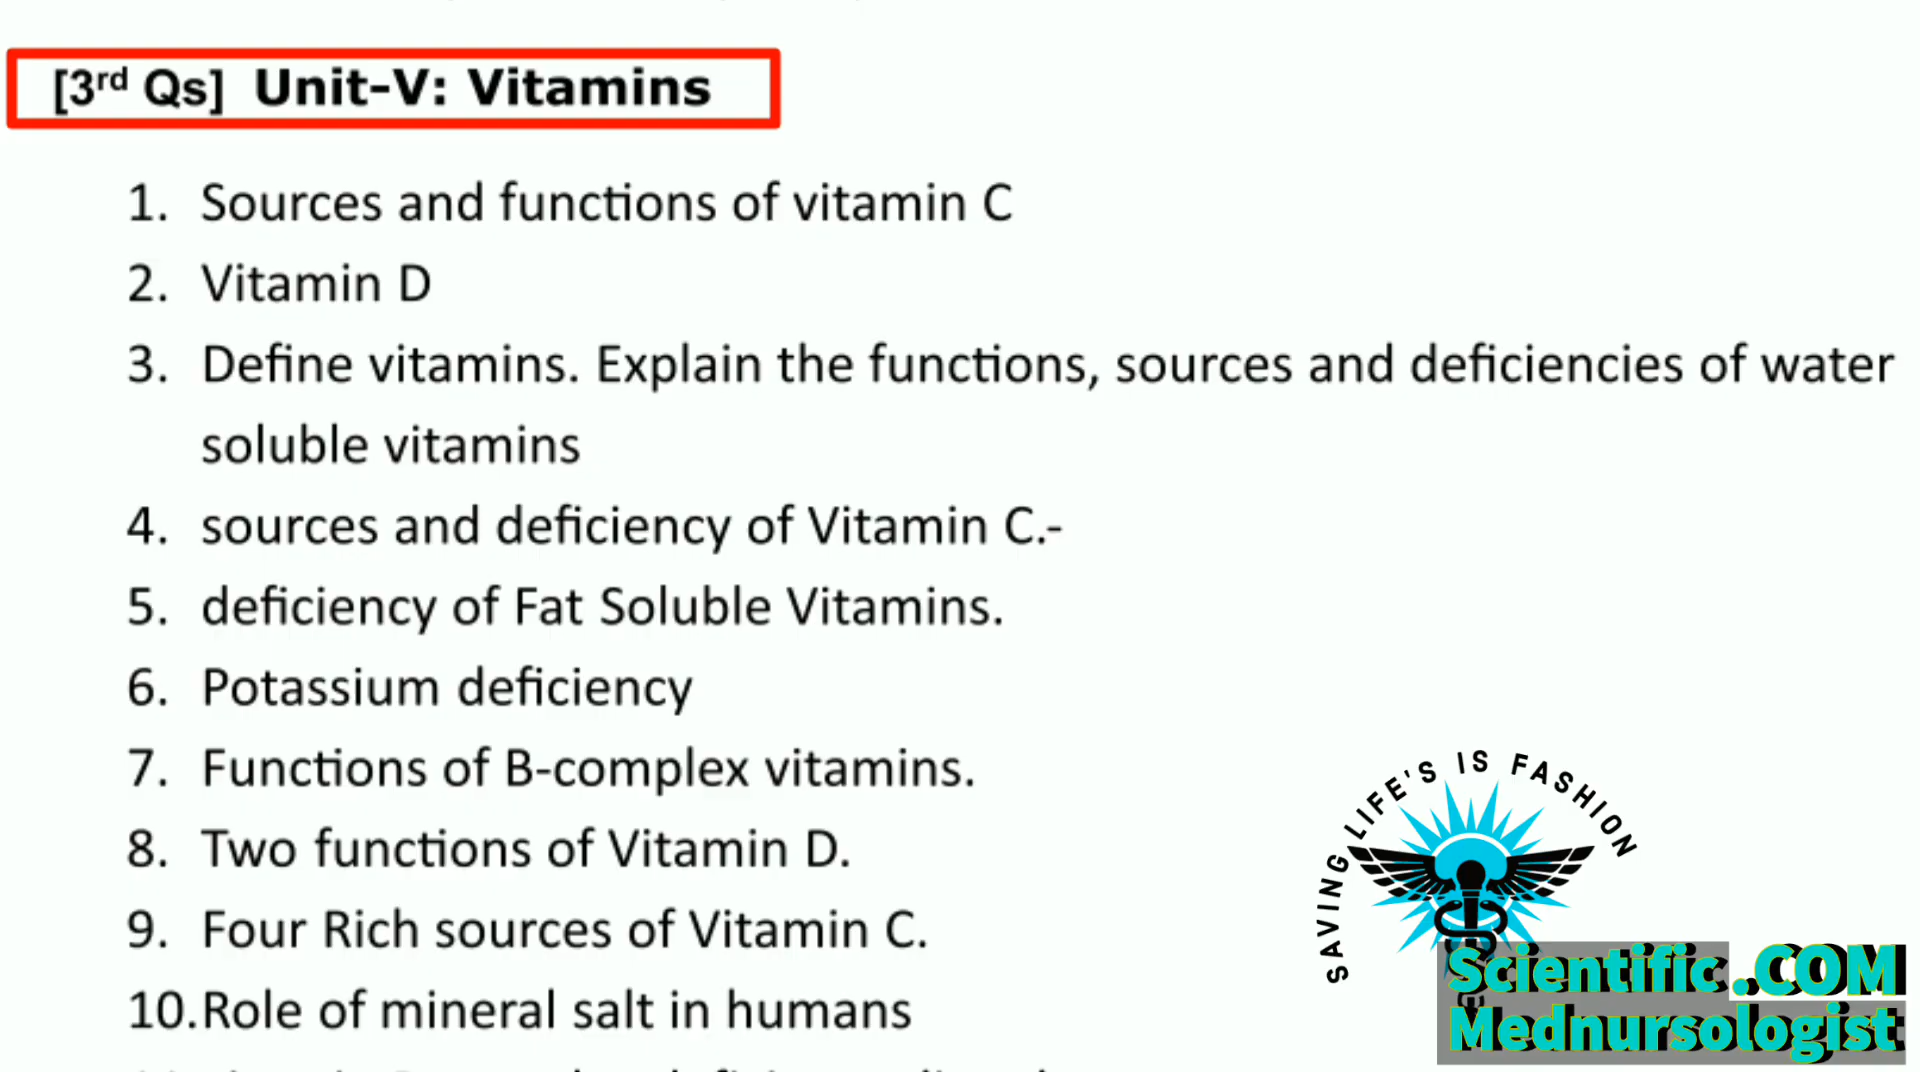 [3rd Qs] Unit-V: Vitamins
1. Sources and functions of vitamin C
2. Vitamin D
3. Define vitamins. Explain the functions, sources and deficiencies of water
soluble vitamins
4. sources and deficiency of Vitamin C.-
5. deficiency of Fat Soluble Vitamins.
6. Potassium deficiency
7. Functions of B-complex vitamins.
8. Two functions of Vitamin D.
9. Four Rich sources of Vitamin C.
10. Role of mineral salt in humans
SAVING LIFE'S IS FASHION
Scientific .COM
Mednursologist